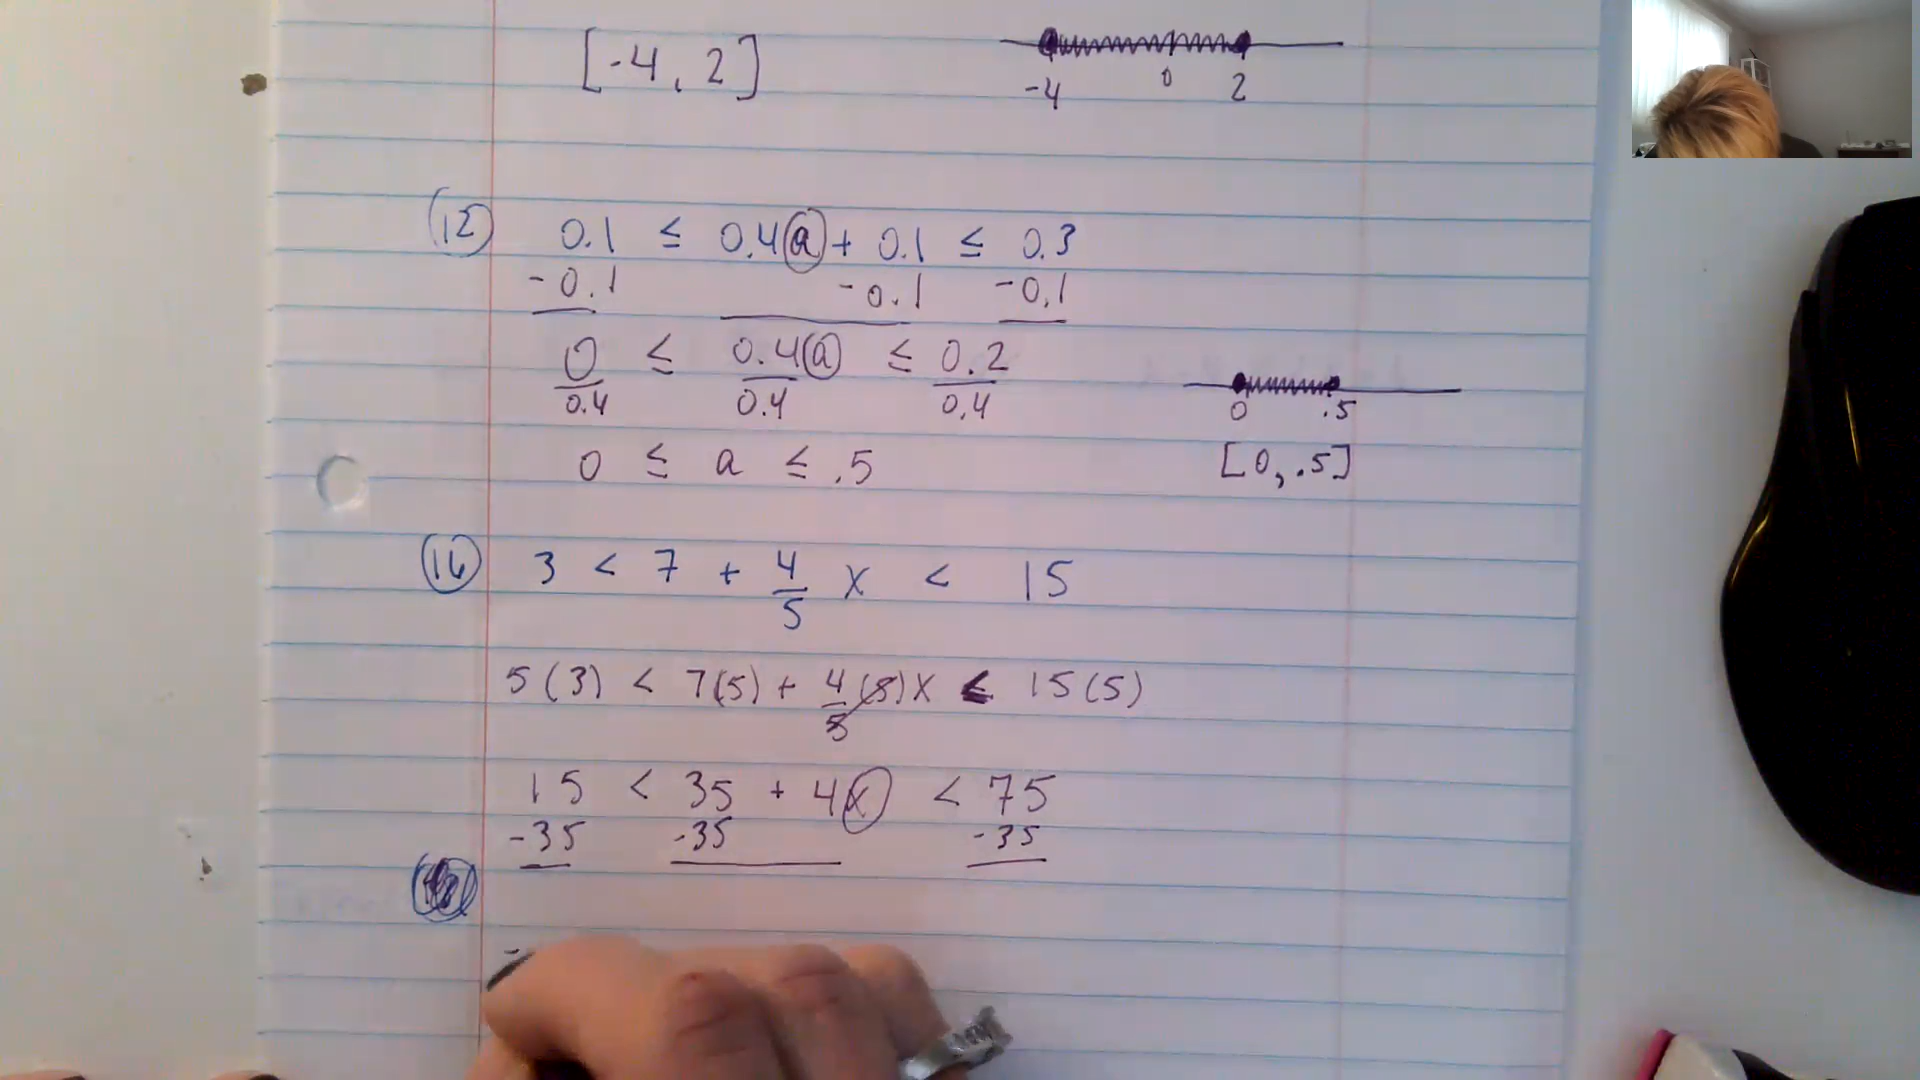 [-4, 2]
-4 0 2
(12) 0.1 ≤ 0.4a + 0.1 ≤ 0.3
-0.1 -0.1 -0.1
0 ≤ 0.4a ≤ 0.2
0.4 0.4 0.4
0 .5
0 ≤ a ≤ .5
[0, .5]
(16) 3 < 7 + 4/5 x < 15
5(3) < 7(5) + 4/5 (5)x < 15(5)
15 < 35 + 4x < 75
-35 -35 -35
-